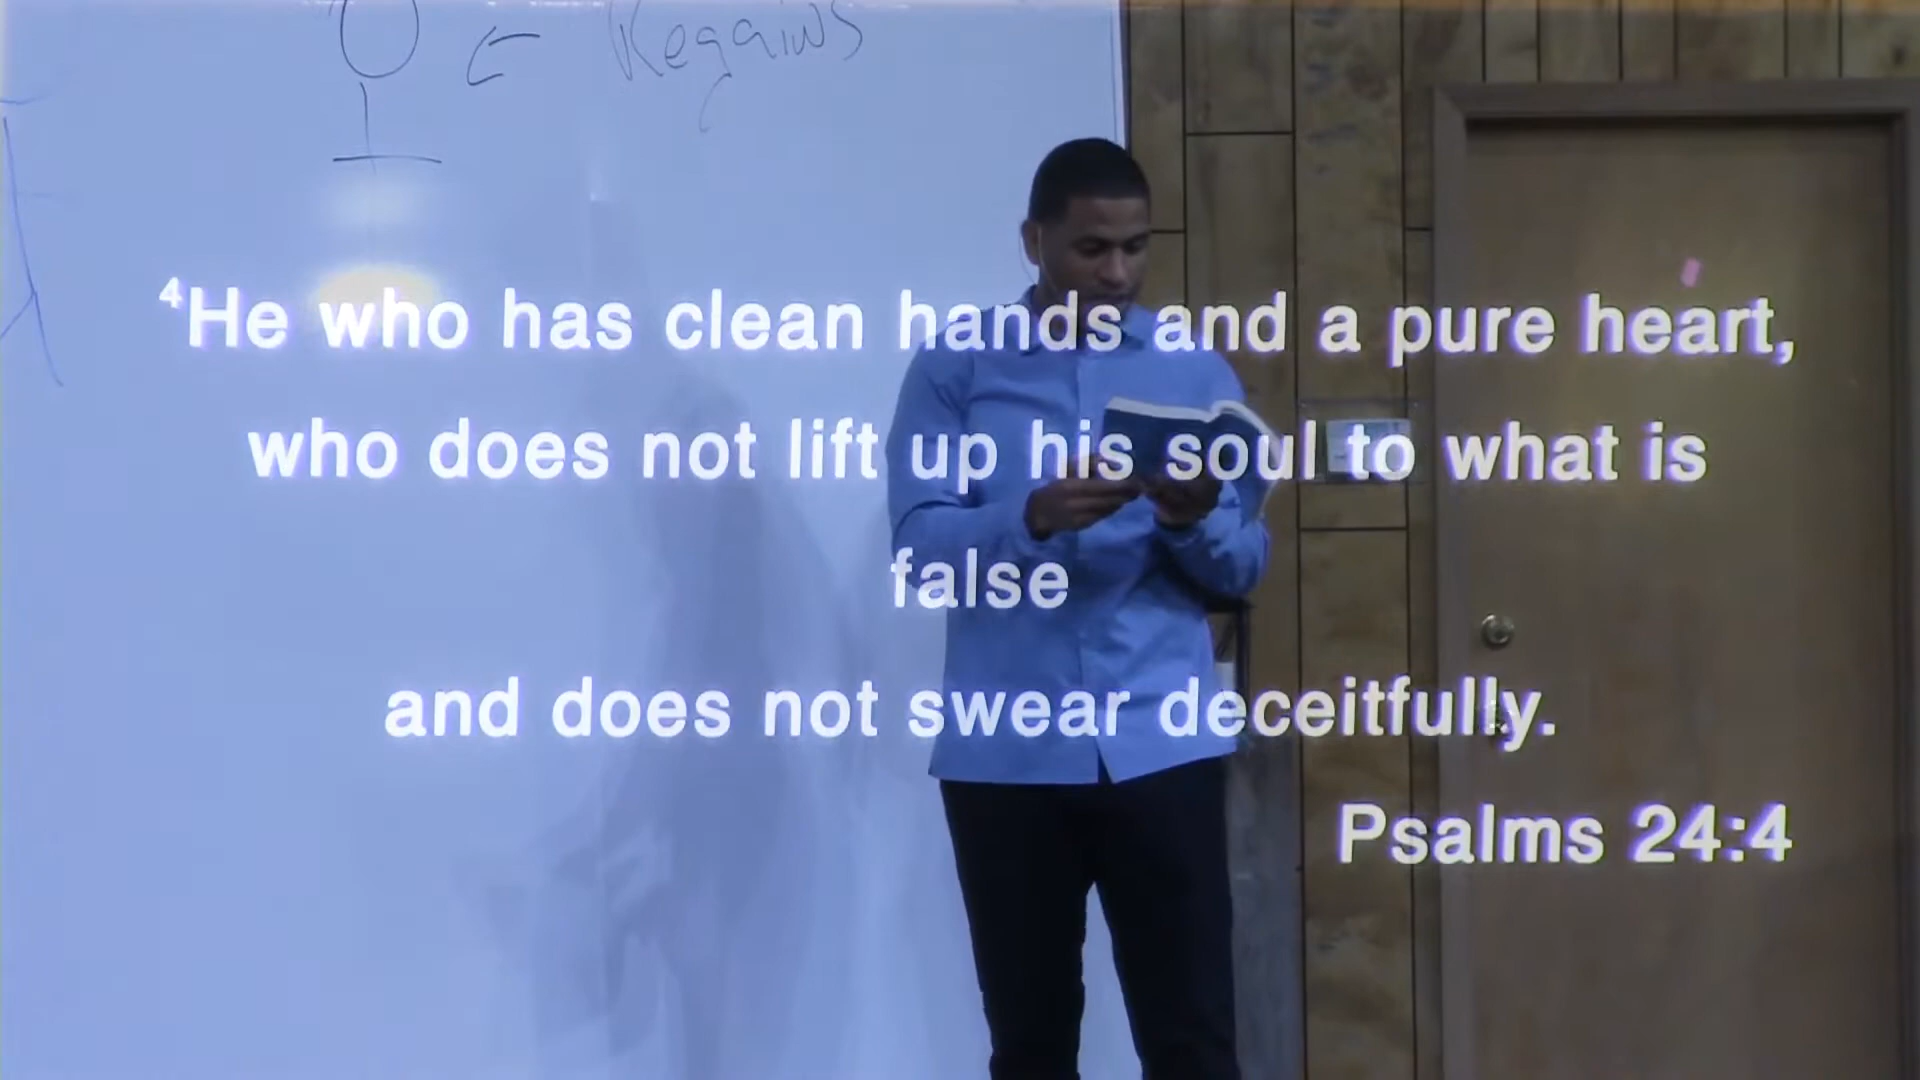 Regains
⁴He who has clean hands and a pure heart,
who does not lift up his soul to what is
false
and does not swear deceitfully.
Psalms 24:4